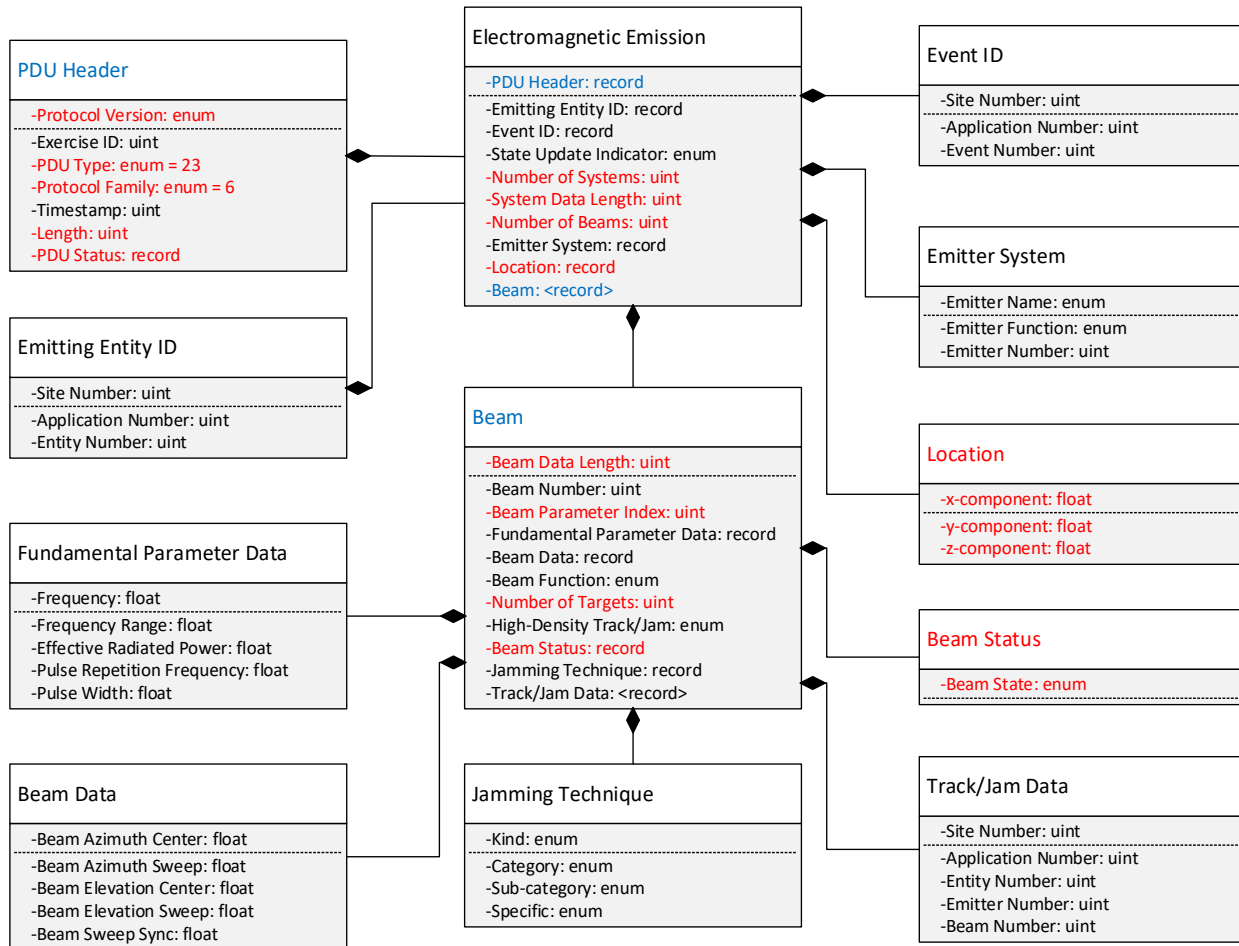 PDU Header
-Protocol Version: enum
-Exercise ID: uint
-PDU Type: enum = 23
-Protocol Family: enum = 6
-Timestamp: uint
-Length: uint
-PDU Status: record
Emitting Entity ID
-Site Number: uint
-Application Number: uint
-Entity Number: uint
Fundamental Parameter Data
-Frequency: float
-Frequency Range: float
-Effective Radiated Power: float
-Pulse Repetition Frequency: float
-Pulse Width: float
Beam Data
-Beam Azimuth Center: float
-Beam Azimuth Sweep: float
-Beam Elevation Center: float
-Beam Elevation Sweep: float
-Beam Sweep Sync: float
Electromagnetic Emission
-PDU Header: record
-Emitting Entity ID: record
-Event ID: record
-State Update Indicator: enum
-Number of Systems: uint
-System Data Length: uint
-Number of Beams: uint
-Emitter System: record
-Location: record
-Beam: <record>
Beam
-Beam Data Length: uint
-Beam Number: uint
-Beam Parameter Index: uint
-Fundamental Parameter Data: record
-Beam Data: record
-Beam Function: enum
-Number of Targets: uint
-High-Density Track/Jam: enum
-Beam Status: record
-Jamming Technique: record
-Track/Jam Data: <record>
Jamming Technique
-Kind: enum
-Category: enum
-Sub-category: enum
-Specific: enum
Event ID
-Site Number: uint
-Application Number: uint
-Event Number: uint
Emitter System
-Emitter Name: enum
-Emitter Function: enum
-Emitter Number: uint
Location
-x-component: float
-y-component: float
-z-component: float
Beam Status
-Beam State: enum
Track/Jam Data
-Site Number: uint
-Application Number: uint
-Entity Number: uint
-Emitter Number: uint
-Beam Number: uint